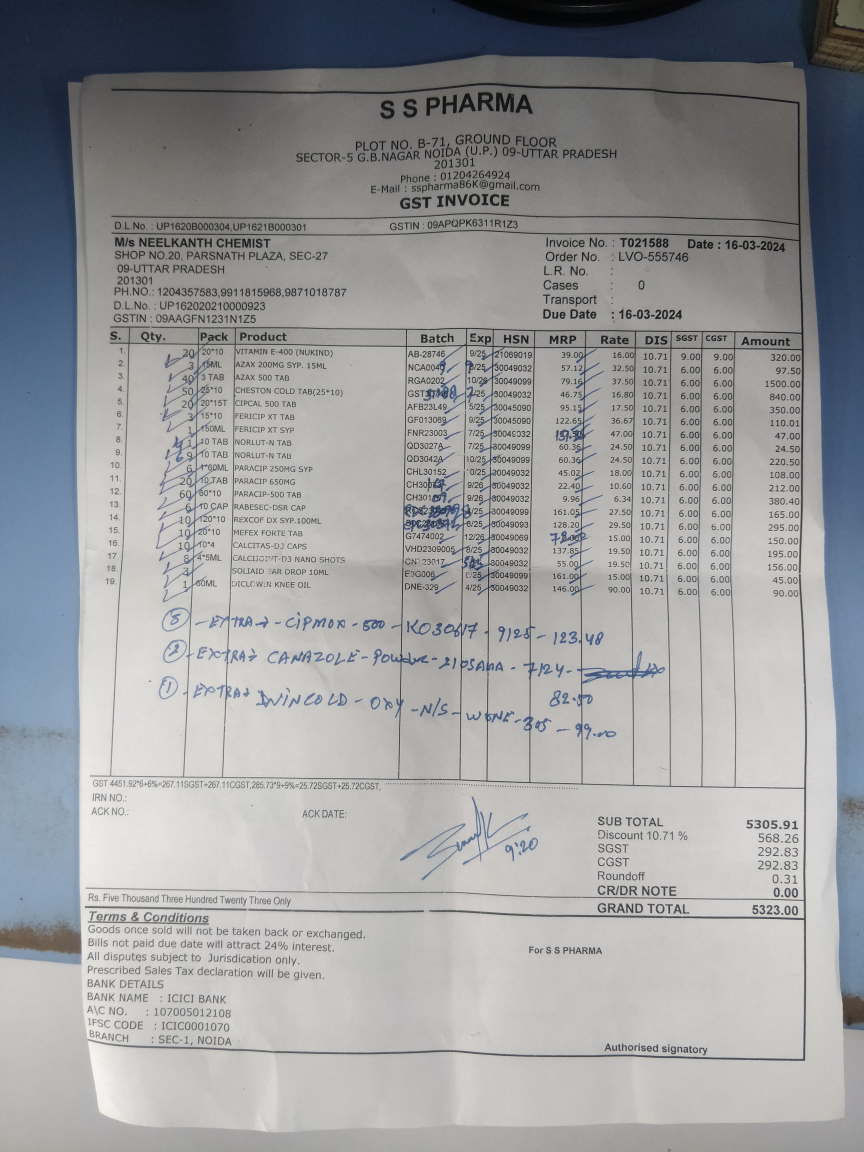 S S PHARMA
PLOT NO. B-71, GROUND FLOOR
SECTOR-5 G.B.NAGAR NOIDA (U.P.) 09-UTTAR PRADESH
201301
Phone : 01204264924
E-Mail : sspharma86K@gmail.com
GST INVOICE
D.L.No. : UP1620B000304,UP1621B000301 GSTIN : 09APQPK6311R1Z3
M/s NEELKANTH CHEMIST
SHOP NO.20, PARSNATH PLAZA, SEC-27
09-UTTAR PRADESH
201301
PH.NO.: 1204357583,9911815968,9871018787
D.L.No. : UP162020210000923
GSTIN : 09AAGFN1231N1Z5
Invoice No. : T021588 Date : 16-03-2024
Order No. : LVO-555746
L.R. No. :
Cases : 0
Transport :
Due Date : 16-03-2024
S. Qty. Pack Product Batch Exp HSN MRP Rate DIS SGST CGST Amount
1. 20 20*10 VITAMIN E-400 (NUKIND) AB-28746 9/25 21069019 39.00 16.00 10.71 9.00 9.00 320.00
2. 3 15ML AZAX 200MG SYP. 15ML 30049032 57.12 32.50 10.71 6.00 6.00 97.50
3. 40 3 TAB AZAX 500 TAB RGA0202 10/26 30049099 79.16 37.50 10.71 6.00 6.00 1500.00
4. 50 25*10 CHESTON COLD TAB(25*10) 30049032 46.75 16.80 10.71 6.00 6.00 840.00
5. 20 20*15T CIPCAL 500 TAB AFB23L49 5/25 30045090 95.15 17.50 10.71 6.00 6.00 350.00
6. 3 15*10 FERICIP XT TAB GF013069 9/25 30045090 122.65 36.67 10.71 6.00 6.00 110.01
7. 1 150ML FERICIP XT SYP FNR23003 7/25 30049032 47.00 10.71 6.00 6.00 47.00
8. 1 10 TAB NORLUT-N TAB QD3027A 7/25 30049099 60.36 24.50 10.71 6.00 6.00 24.50
9. 9 10 TAB NORLUT-N TAB QD3042A 10/25 30049099 60.36 24.50 10.71 6.00 6.00 220.50
10. 6 1*60ML PARACIP 250MG SYP CHL30152 10/25 30049032 45.02 18.00 10.71 6.00 6.00 108.00
11. 20 10 TAB PARACIP 650MG 9/26 30049099 22.40 10.60 10.71 6.00 6.00 212.00
12. 60 60*10 PARACIP-500 TAB 9/26 30049032 9.96 6.34 10.71 6.00 6.00 380.40
13. 6 10 CAP RABESEC-DSR CAP 30049099 161.05 27.50 10.71 6.00 6.00 165.00
14. 10 120*10 REXCOF DX SYP.100ML 30049093 128.20 29.50 10.71 6.00 6.00 295.00
15. 10 20*10 MEFEX FORTE TAB G7474002 12/26 30049069 15.00 10.71 6.00 6.00 150.00
16. 10 10*4 CALCITAS-D3 CAPS VHD2309005 8/25 30049032 137.85 19.50 10.71 6.00 6.00 195.00
17 8 4*5ML CALCHOINT-D3 NANO SHOTS 30049032 55.00 19.50 10.71 6.00 6.00 156.00
18. 3 SOLIAID EAR DROP 10ML 30049099 161.00 15.00 10.71 6.00 6.00 45.00
19. 1 60ML DICLOWIN KNEE OIL DNE-329 4/25 30049032 146.00 90.00 10.71 6.00 6.00 90.00
EXTRA → CIPMOX - 500 - KO30617 - 9/25 - 123.48
② - EXTRA → CANAZOLE - POWDER - 7/24 -
82.50
① - EXTRA → - OXY - N/S - - 99.00
GST 4451.92*6+6%=267.11SGST+267.11CGST,285.73*9+9%=25.72SGST+25.72CGST,
IRN NO.:
ACK NO.: ACK DATE:
9:20
SUB TOTAL 5305.91
Discount 10.71 % 568.26
SGST 292.83
CGST 292.83
Roundoff 0.31
CR/DR NOTE 0.00
GRAND TOTAL 5323.00
Rs. Five Thousand Three Hundred Twenty Three Only
Terms & Conditions
Goods once sold will not be taken back or exchanged.
Bills not paid due date will attract 24% interest.
All disputes subject to Jurisdication only.
Prescribed Sales Tax declaration will be given.
BANK DETAILS
BANK NAME : ICICI BANK
A\C NO. : 107005012108
IFSC CODE : ICIC0001070
BRANCH : SEC-1, NOIDA
For S S PHARMA
Authorised signatory